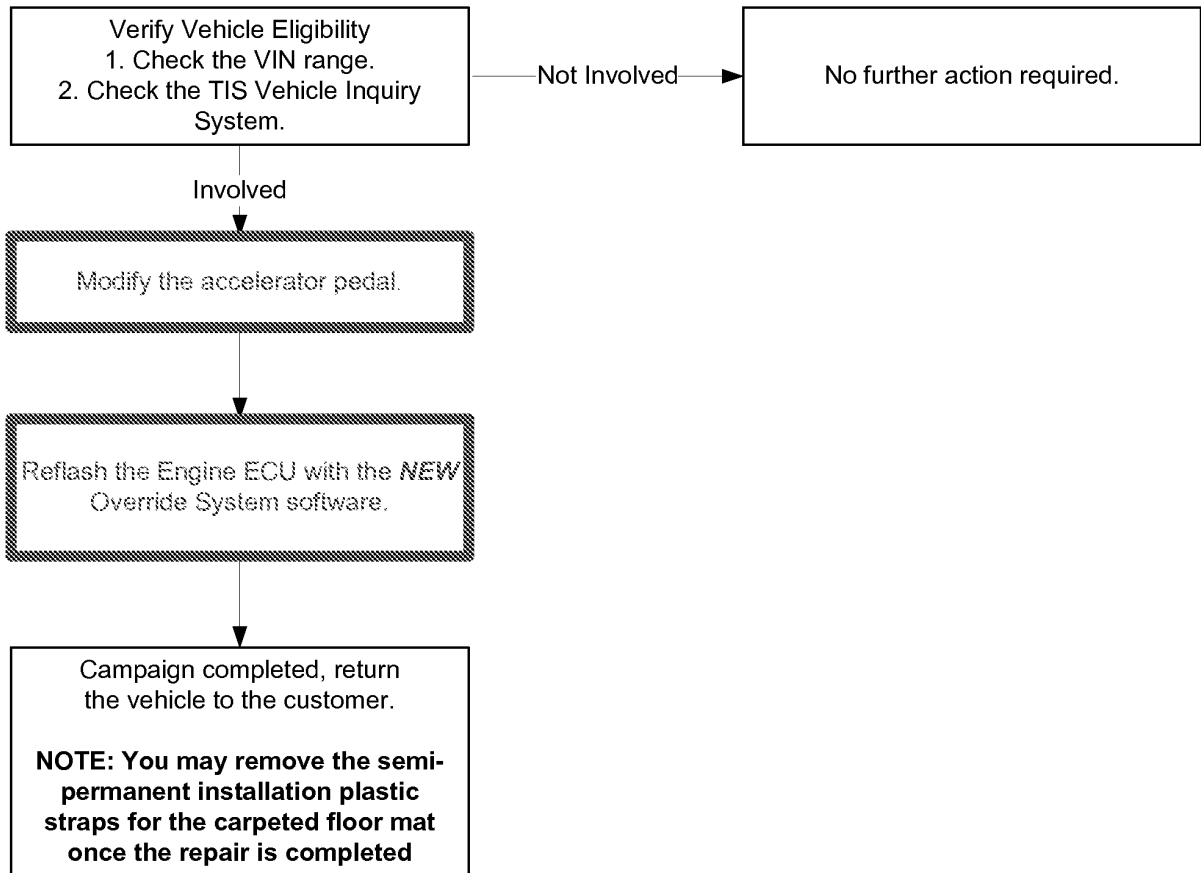 Verify Vehicle Eligibility
1. Check the VIN range.
2. Check the TIS Vehicle Inquiry
System.
Not Involved
No further action required.
Involved
Modify the accelerator pedal.
Reflash the Engine ECU with the NEW
Override System software.
Campaign completed, return
the vehicle to the customer.
NOTE: You may remove the semi-
permanent installation plastic
straps for the carpeted floor mat
once the repair is completed